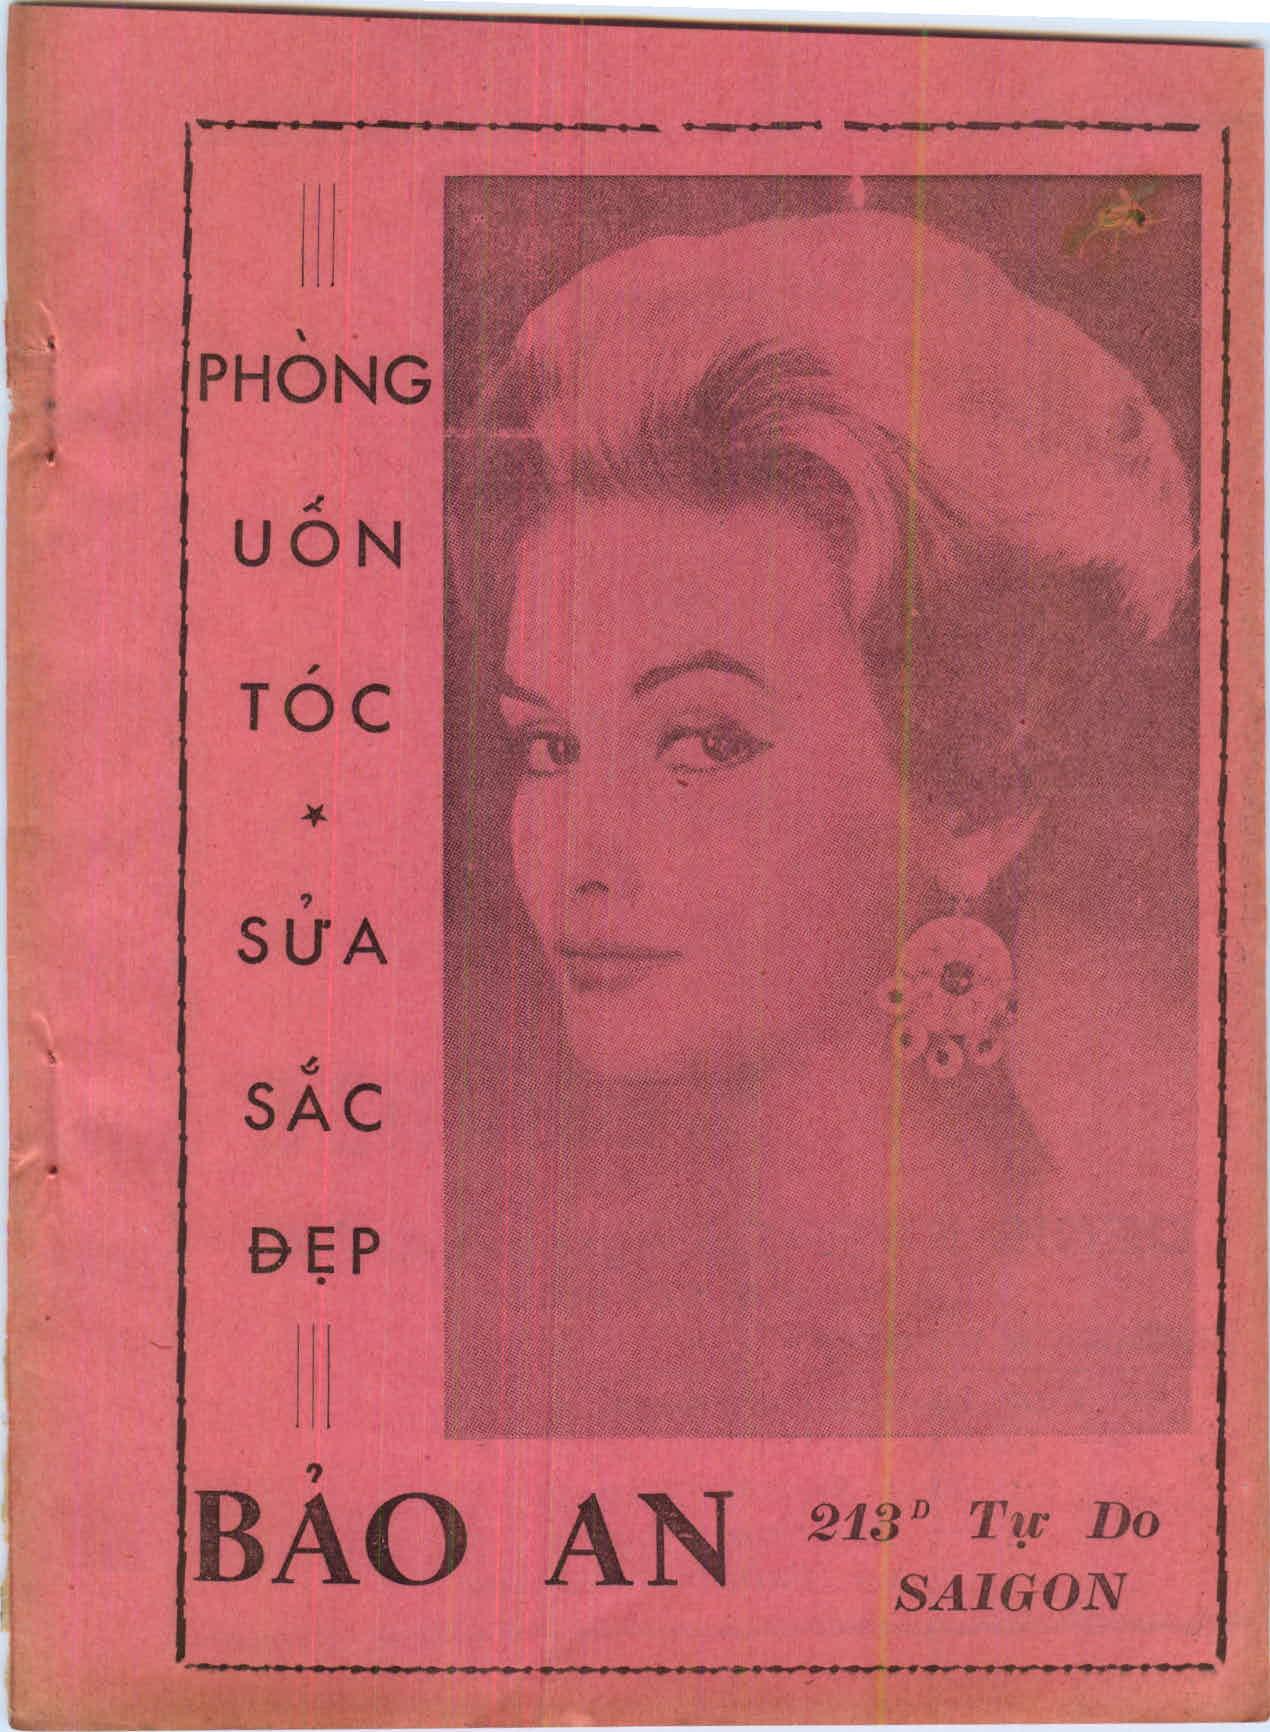 PHÒNG
UỐN
TÓC
★
SỬA
SẮC
ĐẸP
BẢO AN
213ᴰ Tự Do
SAIGON